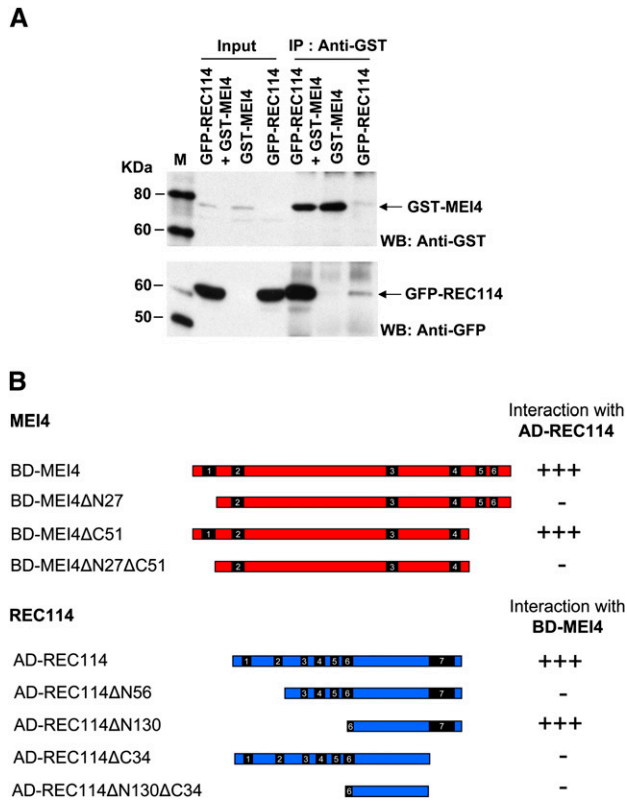 A
Input
IP : Anti-GST
GFP-REC114
+ GST-MEI4
GST-MEI4
GFP-REC114
GFP-REC114
+ GST-MEI4
GST-MEI4
GFP-REC114
KDa
M
80
60
GST-MEI4
WB: Anti-GST
60
50
GFP-REC114
WB: Anti-GFP
B
MEI4
Interaction with
AD-REC114
BD-MEI4 1 2 3 4 5 6 +++
BD-MEI4ΔN27 2 3 4 5 6 -
BD-MEI4ΔC51 1 2 3 4 +++
BD-MEI4ΔN27ΔC51 2 3 4 -
REC114
Interaction with
BD-MEI4
AD-REC114 1 2 3 4 5 6 7 +++
AD-REC114ΔN56 3 4 5 6 7 -
AD-REC114ΔN130 6 7 +++
AD-REC114ΔC34 1 2 3 4 5 6 -
AD-REC114ΔN130ΔC34 6 -